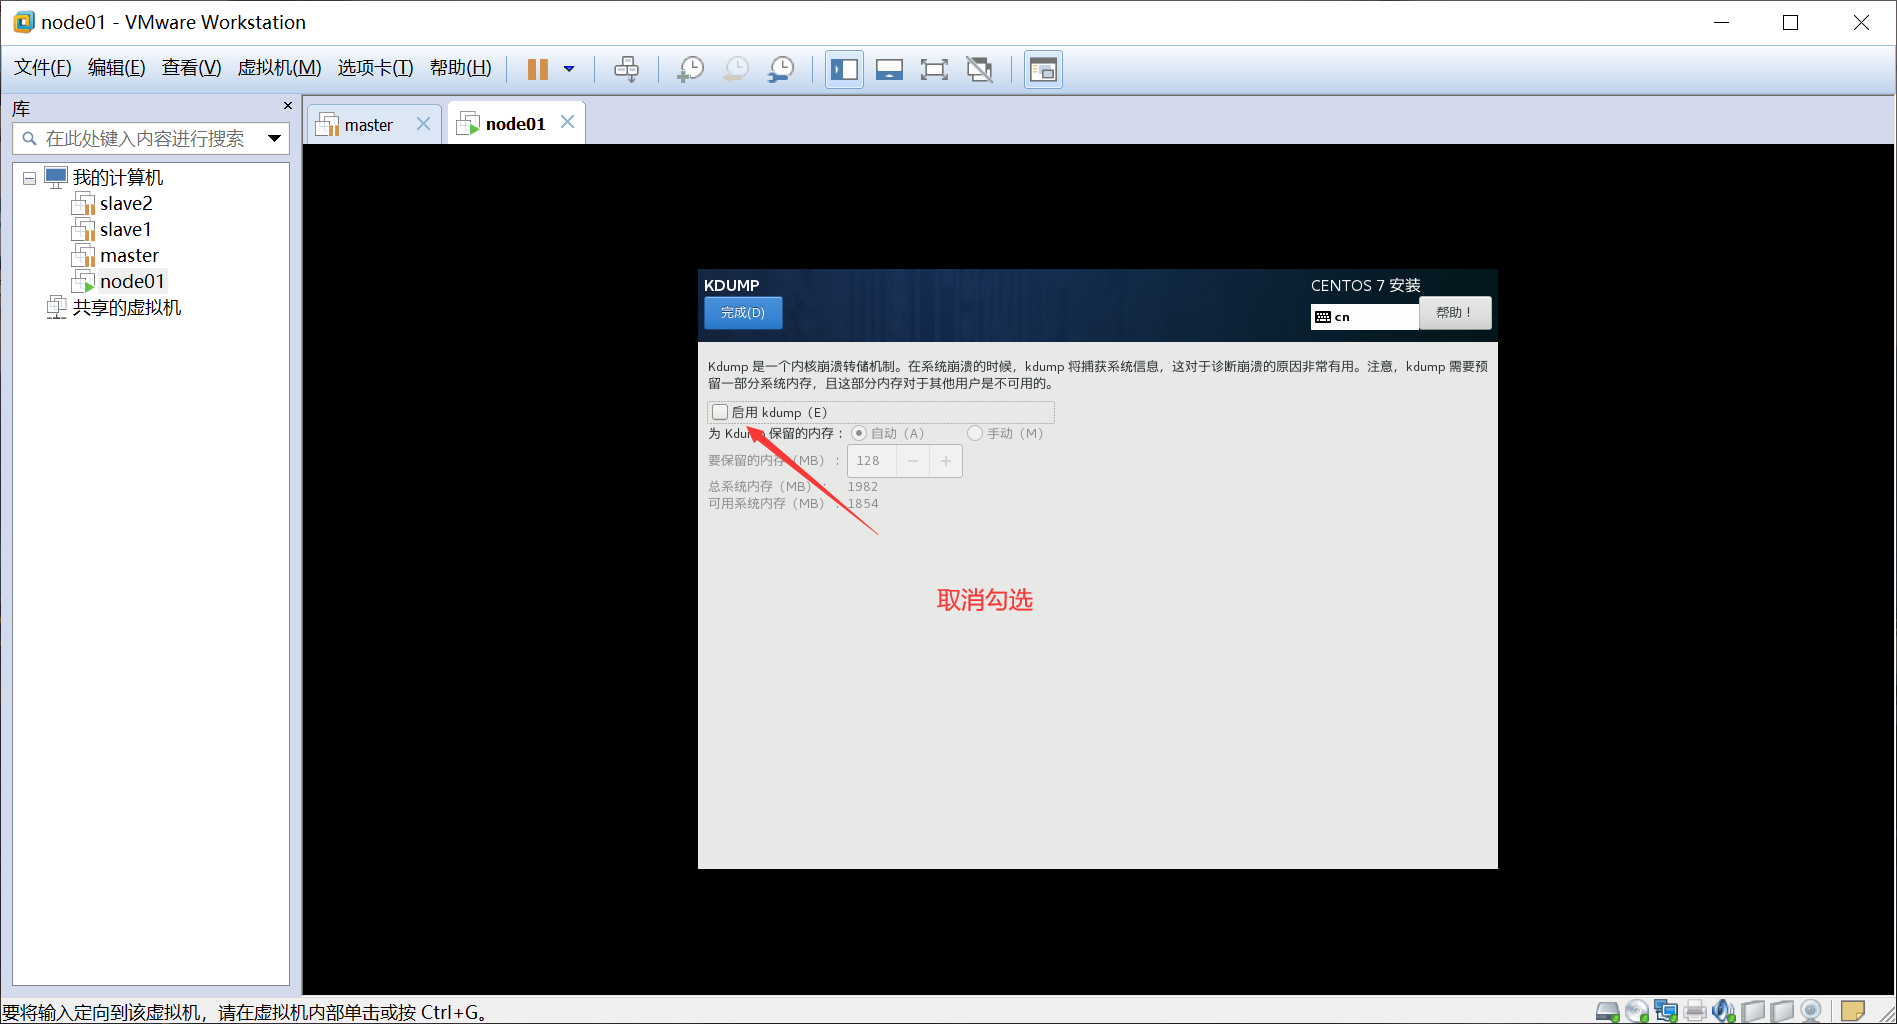 node01 - VMware Workstation
文件(F) 编辑(E) 查看(V) 虚拟机(M) 选项卡(T) 帮助(H)
库
在此处键入内容进行搜索
我的计算机
slave2
slave1
master
node01
共享的虚拟机
master
node01
KDUMP
完成(D)
CENTOS 7 安装
cn
帮助！
Kdump 是一个内核崩溃转储机制。在系统崩溃的时候，kdump 将捕获系统信息，这对于诊断崩溃的原因非常有用。注意，kdump 需要预
留一部分系统内存，且这部分内存对于其他用户是不可用的。
启用 kdump（E）
为 Kdump 保留的内存： 自动（A） 手动（M）
要保留的内存（MB）： 128 − +
总系统内存（MB）： 1982
可用系统内存（MB）： 1854
取消勾选
要将输入定向到该虚拟机，请在虚拟机内部单击或按 Ctrl+G。